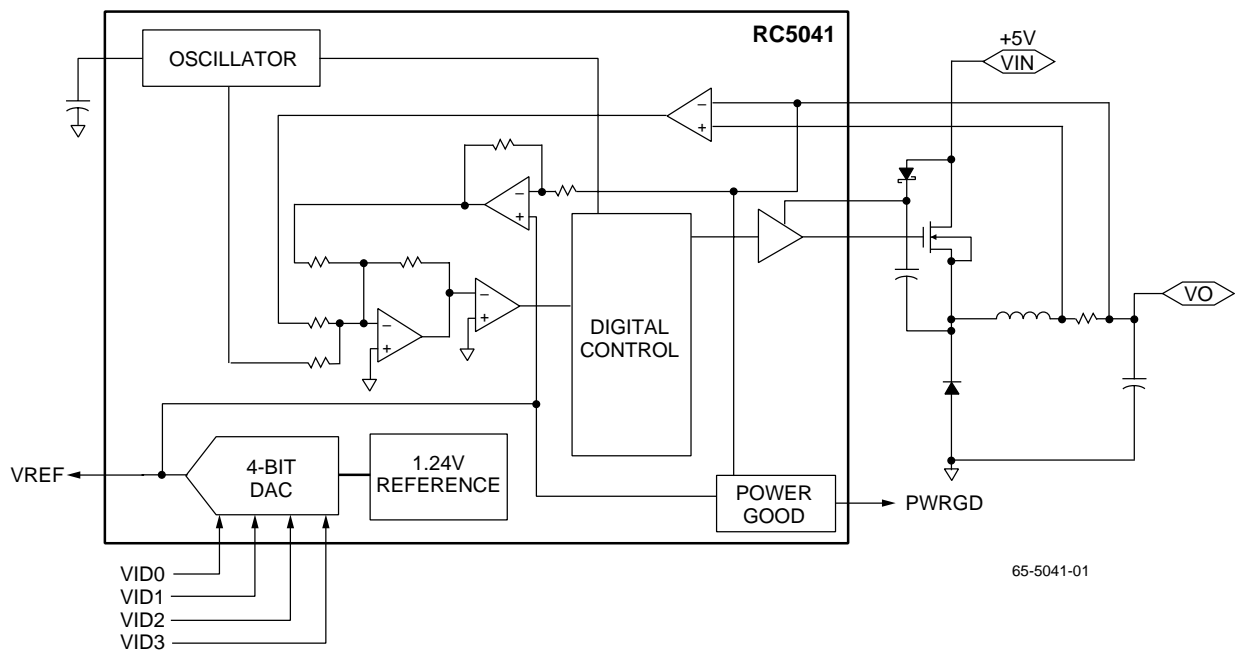 RC5041
OSCILLATOR
+5V
VIN
−
+
−
+
−
+
−
+
VO
DIGITAL
CONTROL
VREF
4-BIT
DAC
1.24V
REFERENCE
POWER
GOOD
PWRGD
VID0
VID1
VID2
VID3
65-5041-01